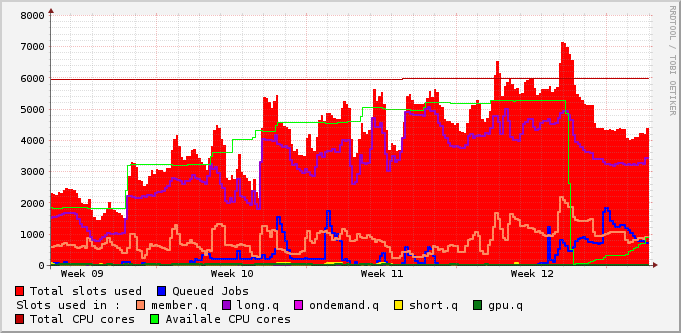 8000
7000
6000
5000
4000
3000
2000
1000
0
Week 09 Week 10 Week 11 Week 12
RRDTOOL / TOBI OETIKER
Total slots used Queued Jobs
Slots used in : member.q long.q ondemand.q short.q gpu.q
Total CPU cores Availale CPU cores